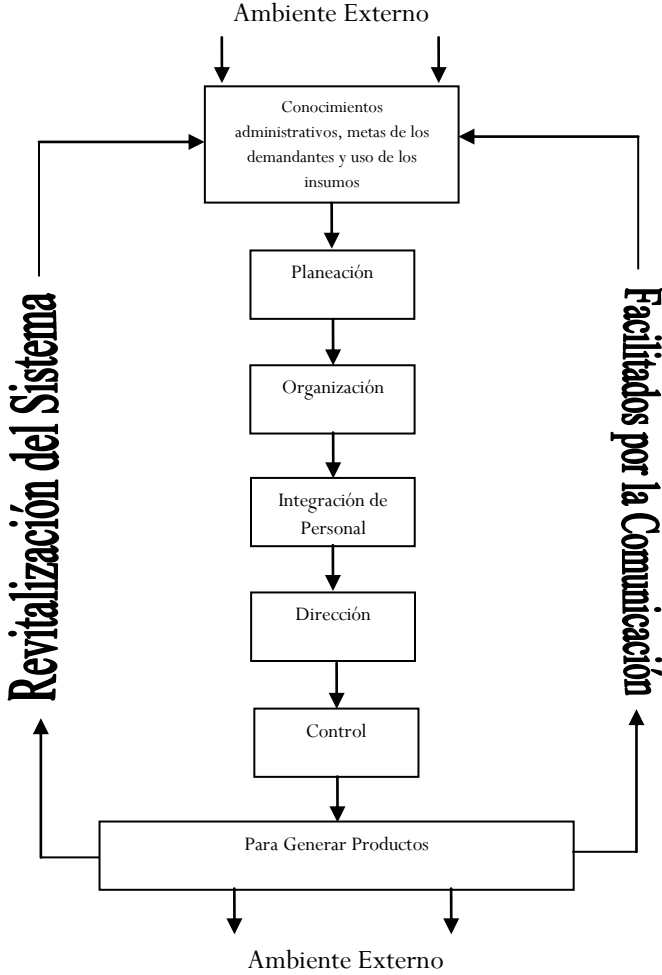 Ambiente Externo
Conocimientos
administrativos, metas de los
demandantes y uso de los
insumos
Planeación
Organización
Integración de
Personal
Dirección
Control
Para Generar Productos
Ambiente Externo
Revitalización del Sistema
Facilitados por la Comunicación